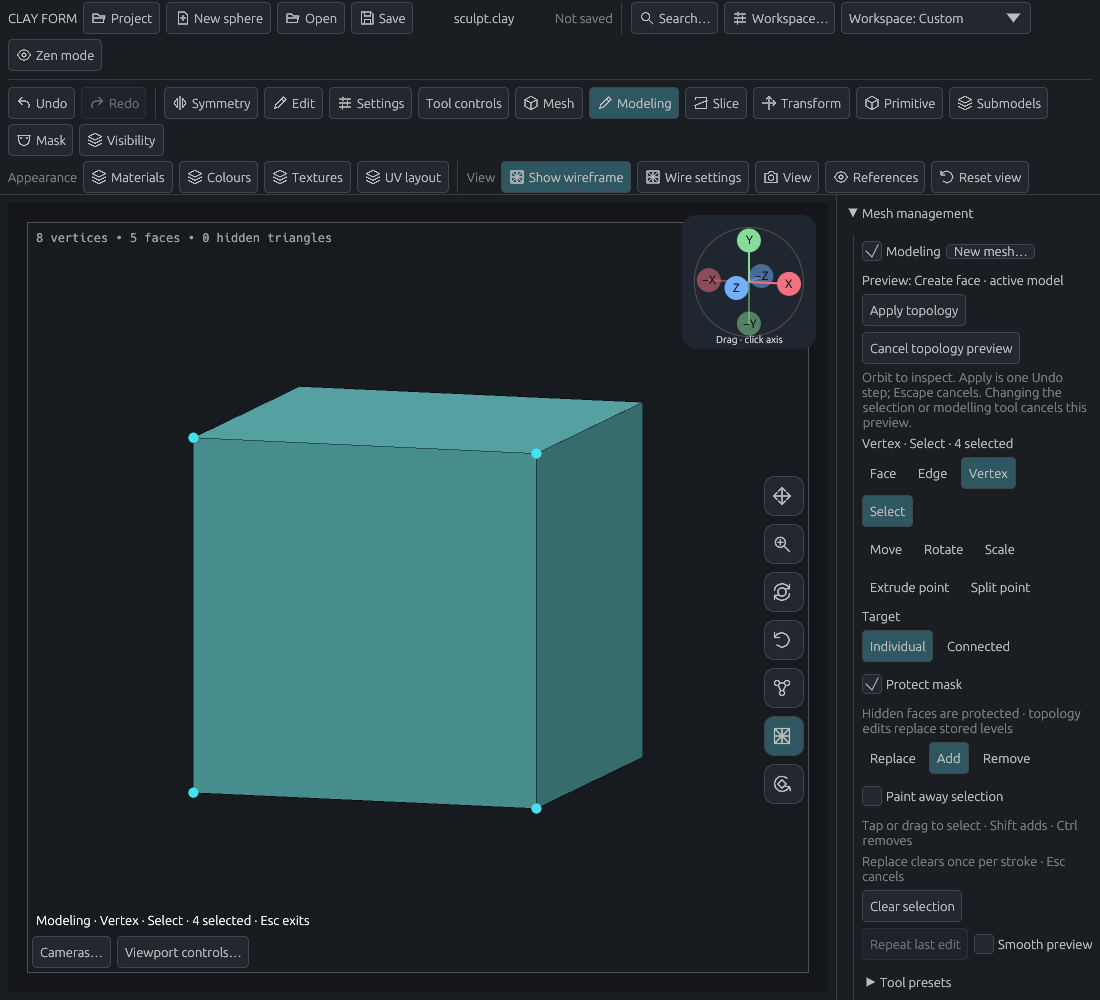 CLAY FORM Project New sphere Open Save sculpt.clay Not saved Search... Workspace... Workspace: Custom
Zen mode
Undo Redo Symmetry Edit Settings Tool controls Mesh Modeling Slice Transform Primitive Submodels
Mask Visibility
Appearance Materials Colours Textures UV layout View Show wireframe Wire settings View References Reset view
8 vertices • 5 faces • 0 hidden triangles
Y
−X
−Z
Z
X
−Y
Drag · click axis
Modeling · Vertex · Select · 4 selected · Esc exits
Cameras... Viewport controls...
Mesh management
Modeling New mesh...
Preview: Create face · active model
Apply topology
Cancel topology preview
Orbit to inspect. Apply is one Undo
step; Escape cancels. Changing the
selection or modelling tool cancels this
preview.
Vertex · Select · 4 selected
Face Edge Vertex
Select
Move Rotate Scale
Extrude point Split point
Target
Individual Connected
Protect mask
Hidden faces are protected · topology
edits replace stored levels
Replace Add Remove
Paint away selection
Tap or drag to select · Shift adds · Ctrl
removes
Replace clears once per stroke · Esc
cancels
Clear selection
Repeat last edit Smooth preview
Tool presets